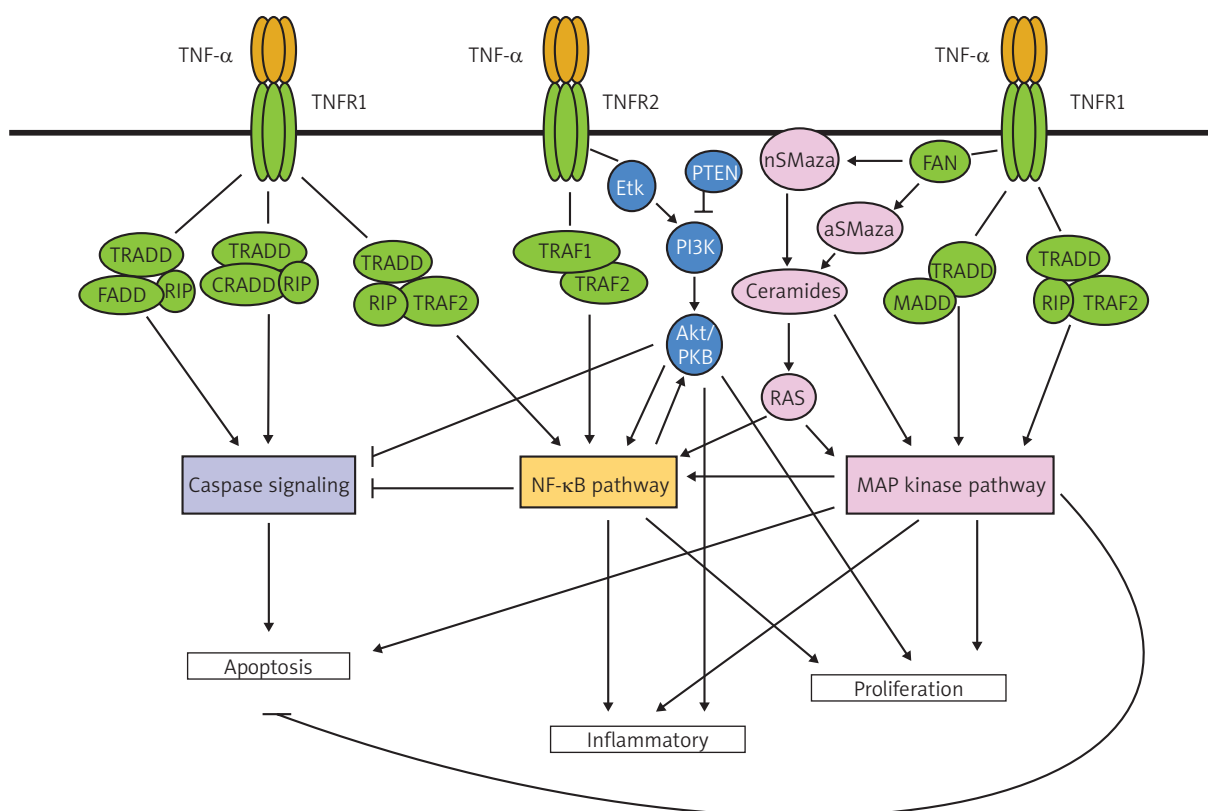 TNF-α
TNF-α
TNF-α
TNFR1
TNFR2
TNFR1
nSMaza
FAN
PTEN
Etk
aSMaza
TRADD
FADD
RIP
TRADD
CRADD
RIP
TRADD
RIP
TRAF2
TRAF1
TRAF2
PI3K
Ceramides
TRADD
MADD
TRADD
RIP
TRAF2
Akt/
PKB
RAS
Caspase signaling
NF-κB pathway
MAP kinase pathway
Apoptosis
Proliferation
Inflammatory